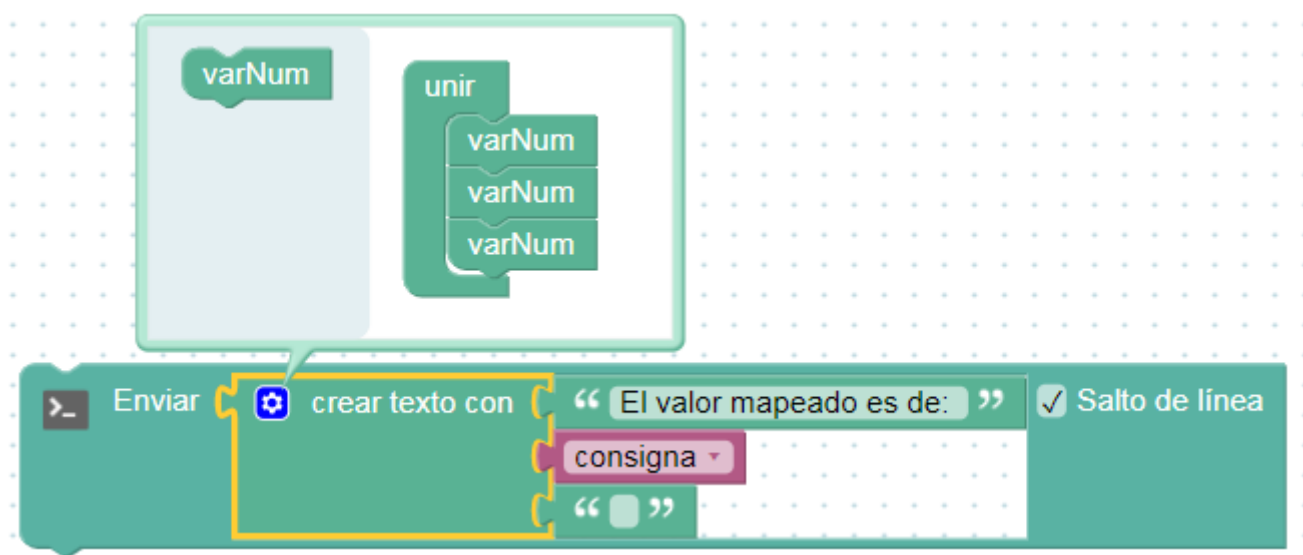 varNum
unir
varNum
varNum
varNum
>_ Enviar crear texto con “ El valor mapeado es de: ” ✓ Salto de línea
consigna
“ ”